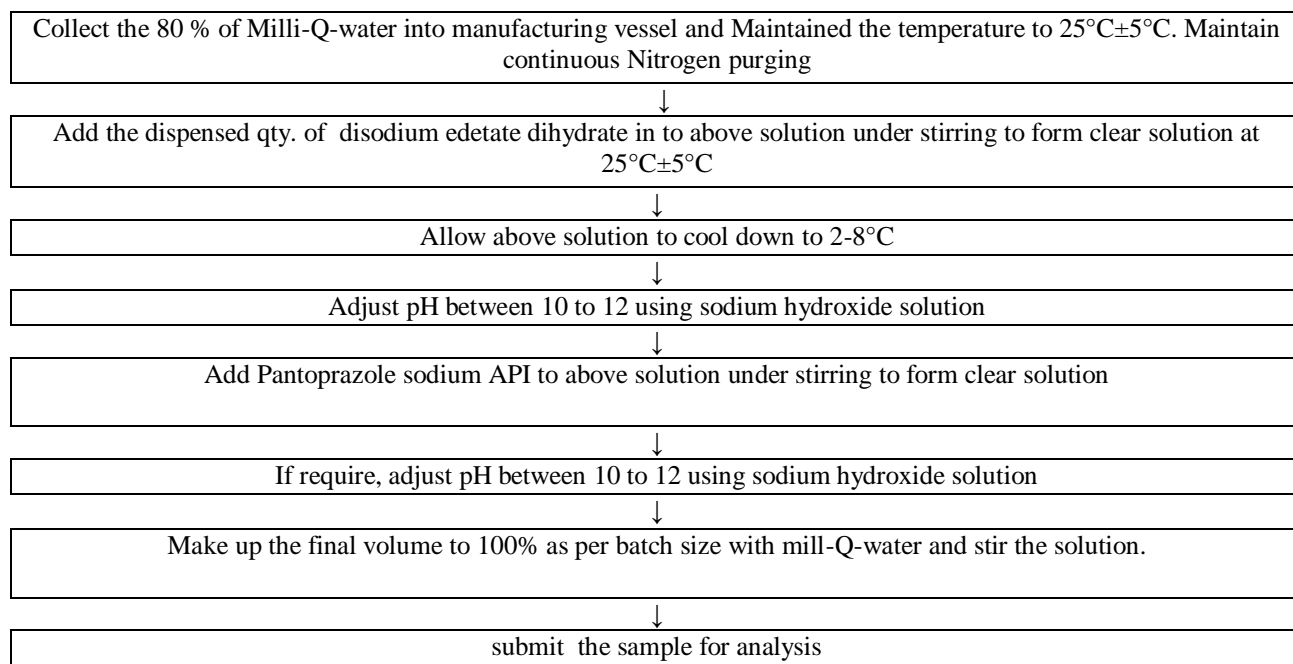 Collect the 80 % of Milli-Q-water into manufacturing vessel and Maintained the temperature to 25°C±5°C. Maintain
continuous Nitrogen purging
↓
Add the dispensed qty. of disodium edetate dihydrate in to above solution under stirring to form clear solution at
25°C±5°C
↓
Allow above solution to cool down to 2-8°C
↓
Adjust pH between 10 to 12 using sodium hydroxide solution
↓
Add Pantoprazole sodium API to above solution under stirring to form clear solution
↓
If require, adjust pH between 10 to 12 using sodium hydroxide solution
↓
Make up the final volume to 100% as per batch size with mill-Q-water and stir the solution.
↓
submit the sample for analysis